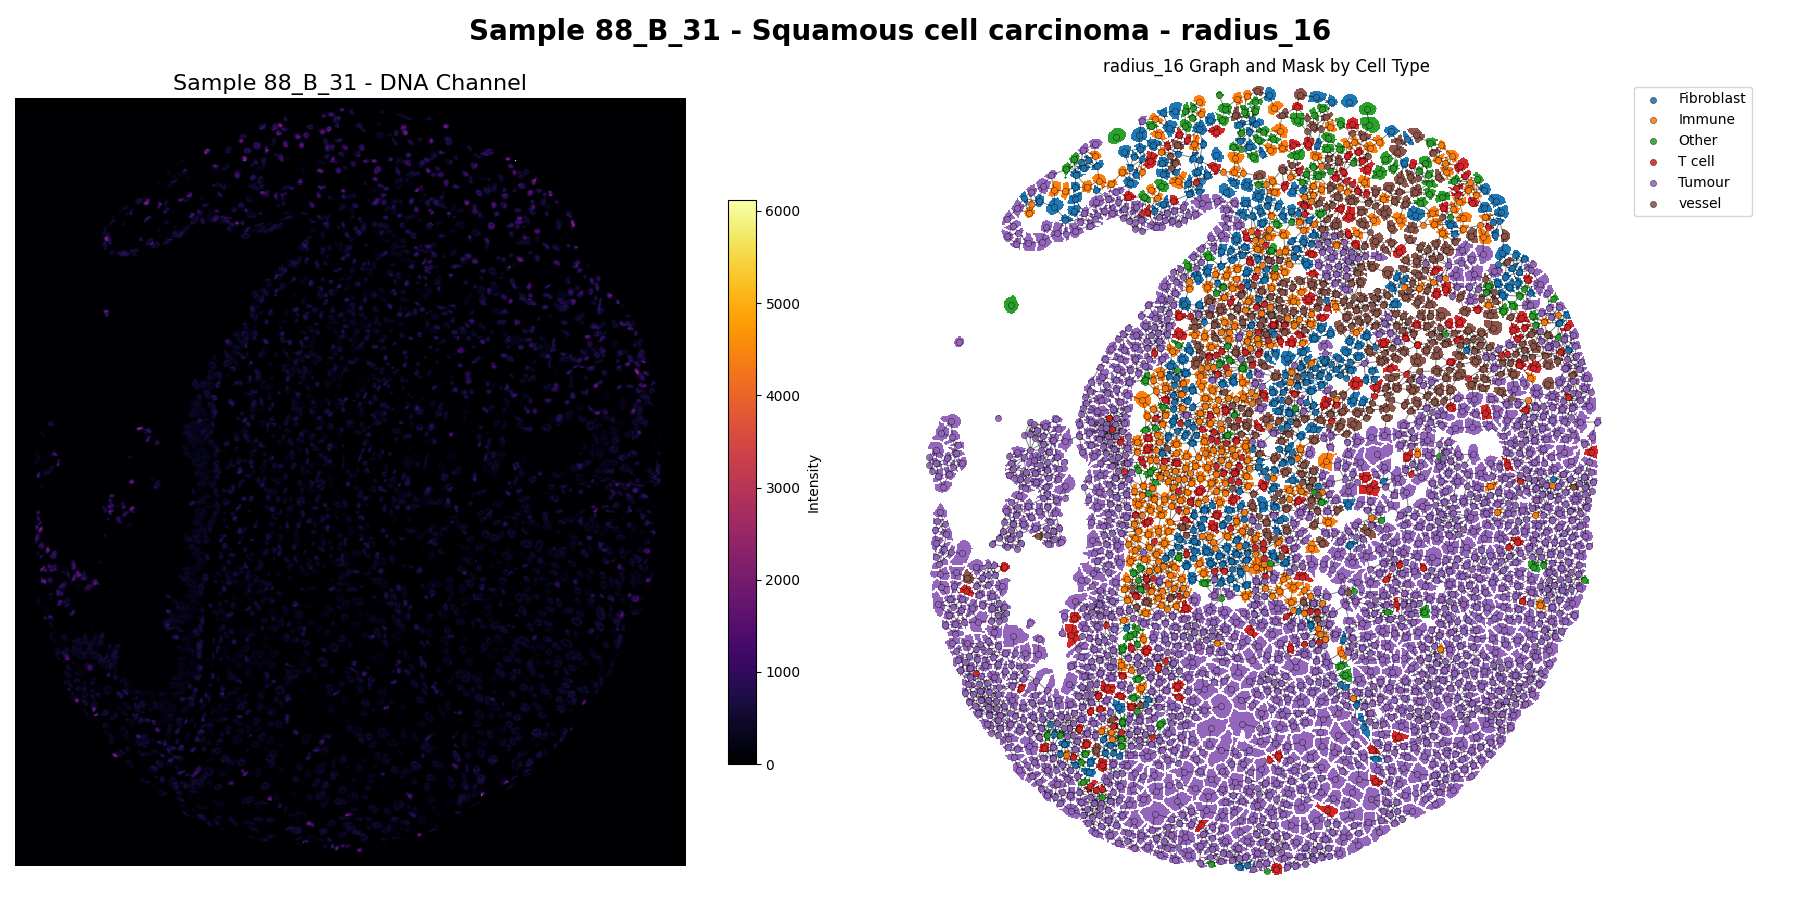 Sample 88_B_31 - Squamous cell carcinoma - radius_16
Sample 88_B_31 - DNA Channel
radius_16 Graph and Mask by Cell Type
Fibroblast
Immune
Other
T cell
Tumour
vessel
6000
5000
4000
3000
2000
1000
0
Intensity